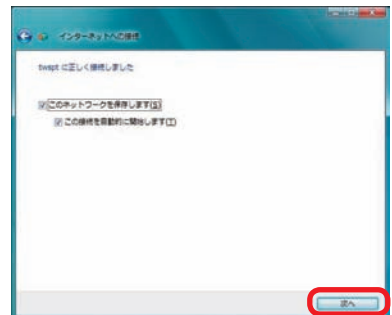 インターネットへの接続
twapt に正しく接続しました
このネットワークを保存します(S)
この接続を自動的に開始します(T)
次へ